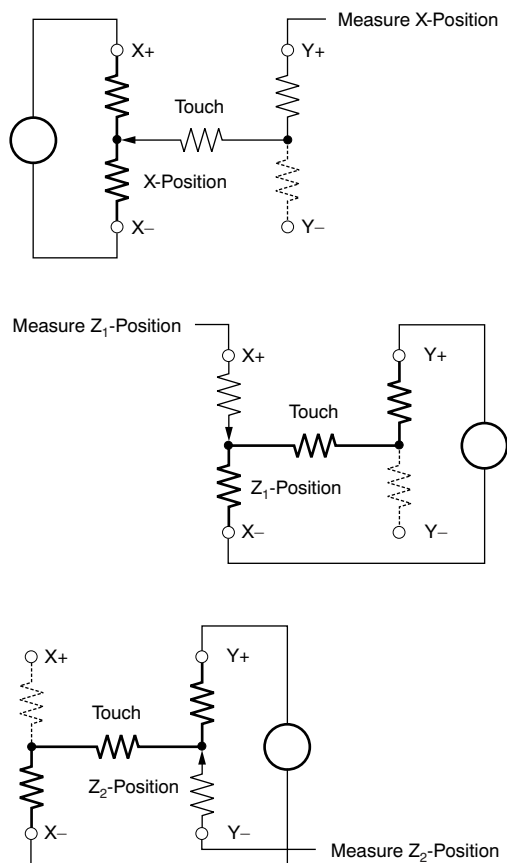 Measure X-Position
X+
Y+
Touch
X-Position
X–
Y–
Measure Z₁-Position
X+
Y+
Touch
Z₁-Position
X–
Y–
X+
Y+
Touch
Z₂-Position
X–
Y–
Measure Z₂-Position